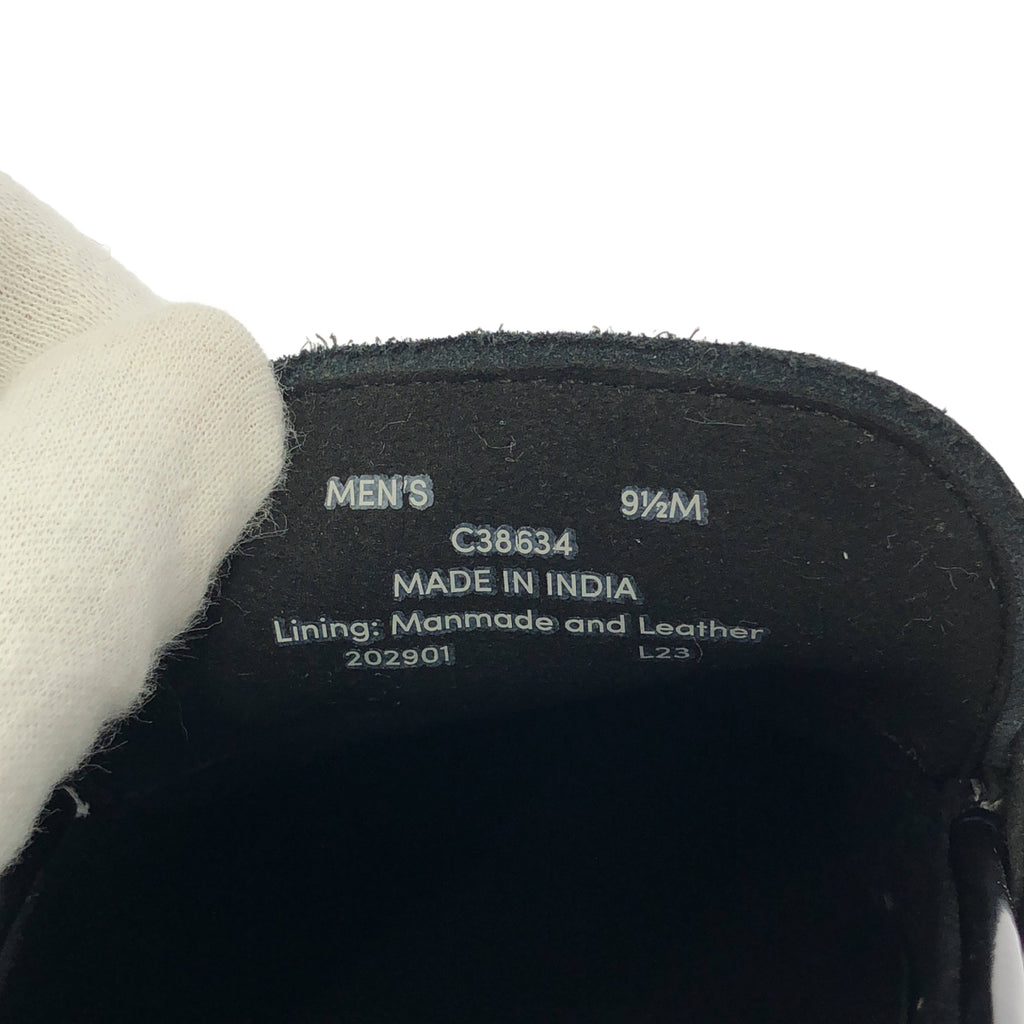 MEN'S 9½M
C38634
MADE IN INDIA
Lining: Manmade and Leather
202901 L23